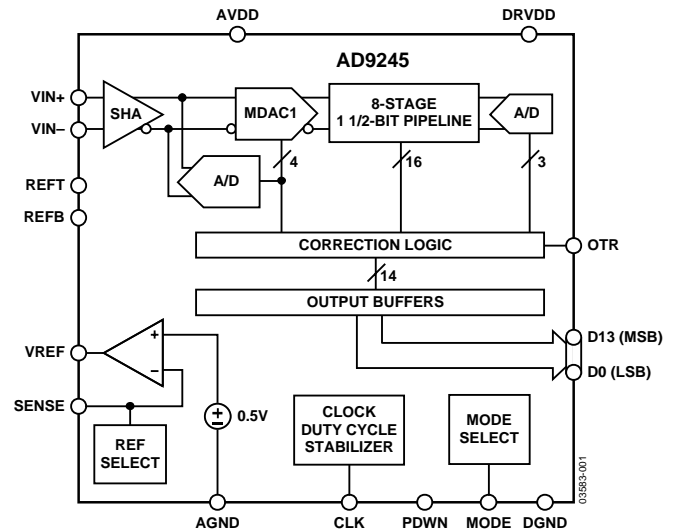 AVDD
DRVDD
AD9245
VIN+
VIN–
SHA
MDAC1
8-STAGE
1 1/2-BIT PIPELINE
A/D
A/D
4
16
3
REFT
REFB
CORRECTION LOGIC
OTR
14
OUTPUT BUFFERS
D13 (MSB)
D0 (LSB)
VREF
+
–
SENSE
REF
SELECT
+
–
0.5V
CLOCK
DUTY CYCLE
STABILIZER
MODE
SELECT
03583-001
AGND
CLK
PDWN
MODE
DGND